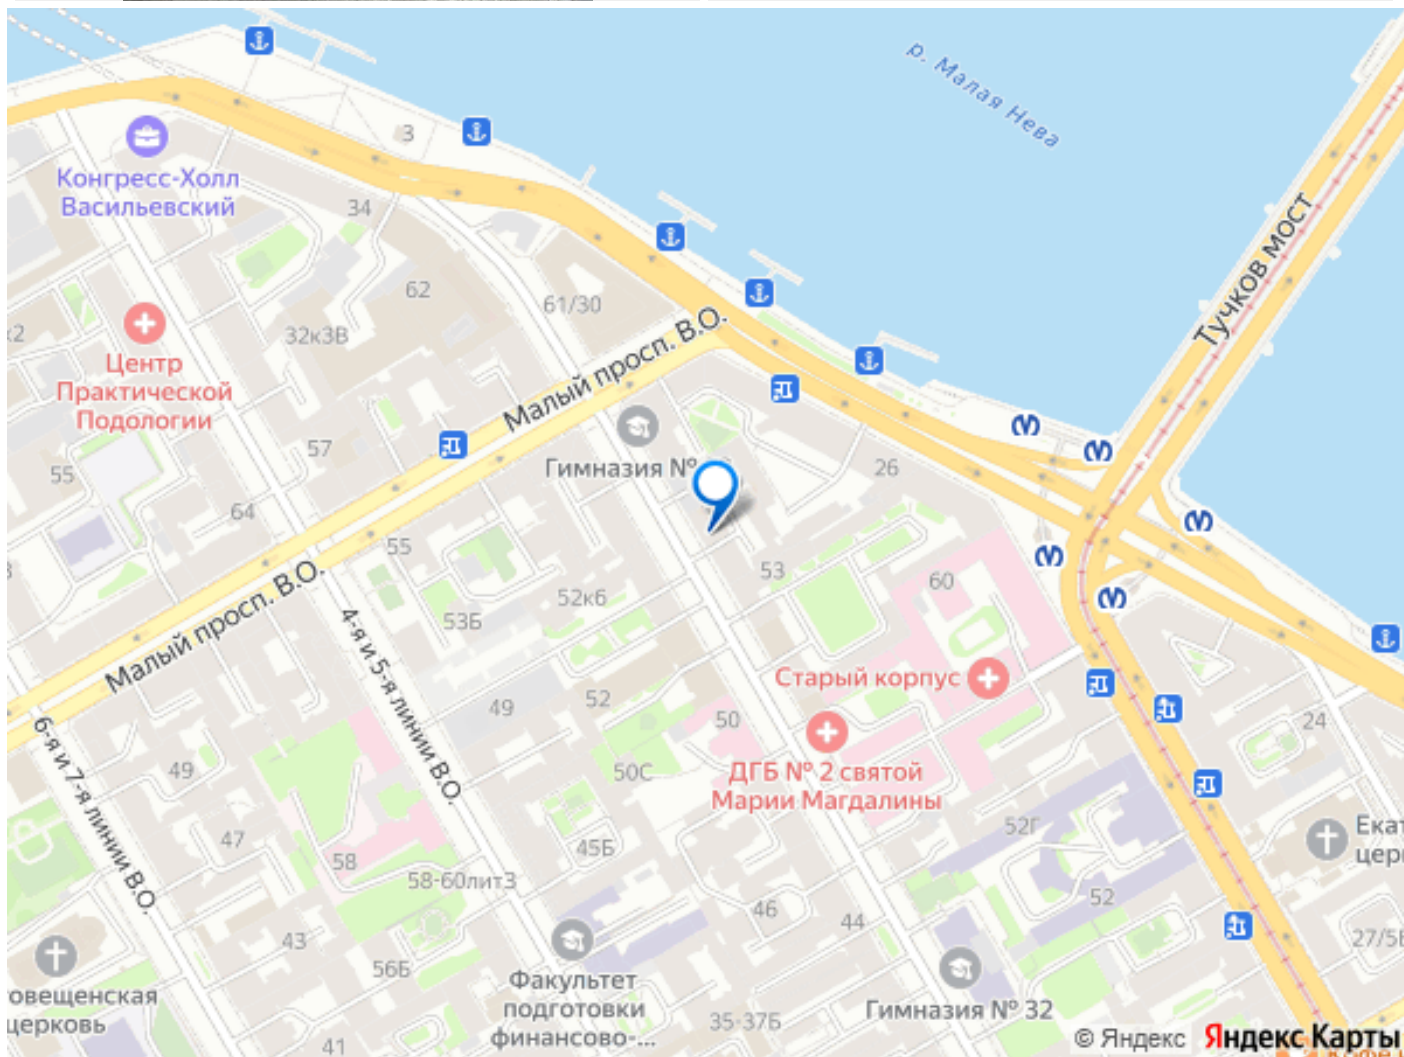 р. Малая Нева
3
Конгресс-Холл
Васильевский
34
Тучков мост
62
61/30
32к3В
к2
Центр
Практической
Подологии
Малый просп. В.О.
57
55
Гимназия №
26
64
55
53
60
52к6
53Б
Малый просп. В.О.
4-я и 5-я линии В.О.
Старый корпус
52
49
50
24
6-я и 7-я линии В.О.
49
50С
ДГБ № 2 святой
Марии Магдалины
47
52Г
Екат
цер
45Б
58
58-60лит3
52
46
44
43
27/5
56Б
Факультет
подготовки
финансово-...
овещенская
церковь
Гимназия № 32
35-37Б
41
© Яндекс Яндекс Карты